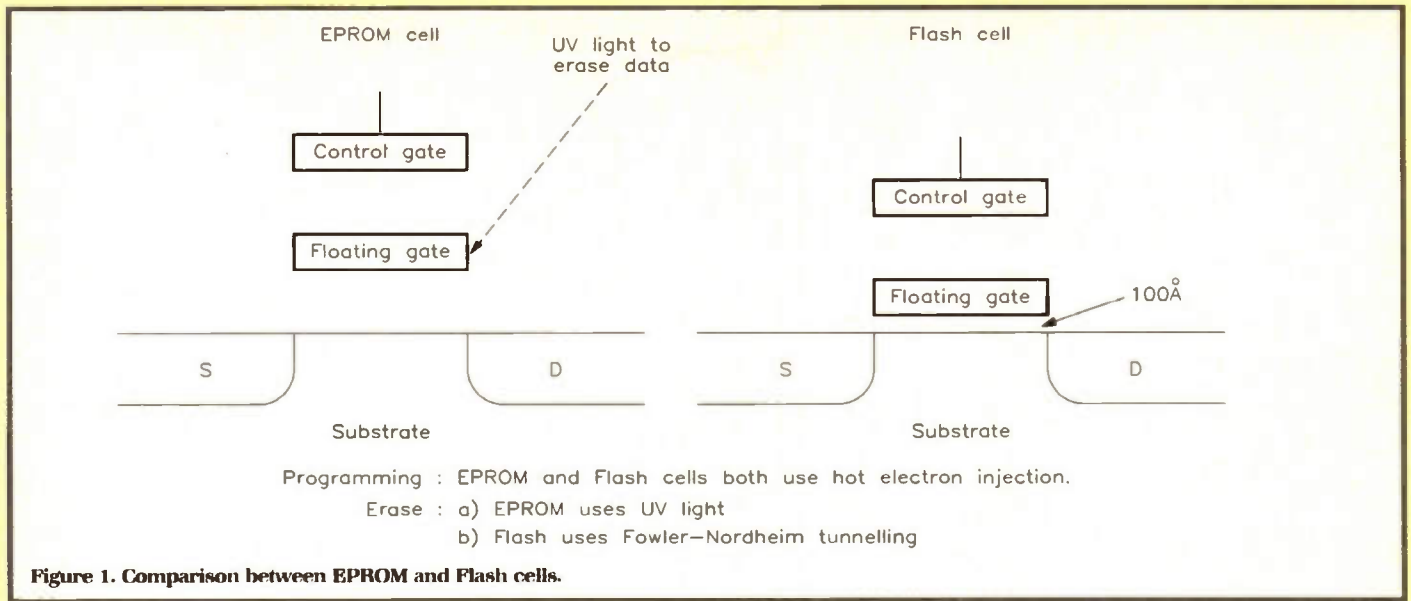 EPROM cell
UV light to
erase data
Control gate
Floating gate
S
D
Substrate
Flash cell
Control gate
Floating gate
100Å
S
D
Substrate
Programming : EPROM and Flash cells both use hot electron injection.
Erase : a) EPROM uses UV light
b) Flash uses Fowler-Nordheim tunnelling
Figure 1. Comparison between EPROM and Flash cells.